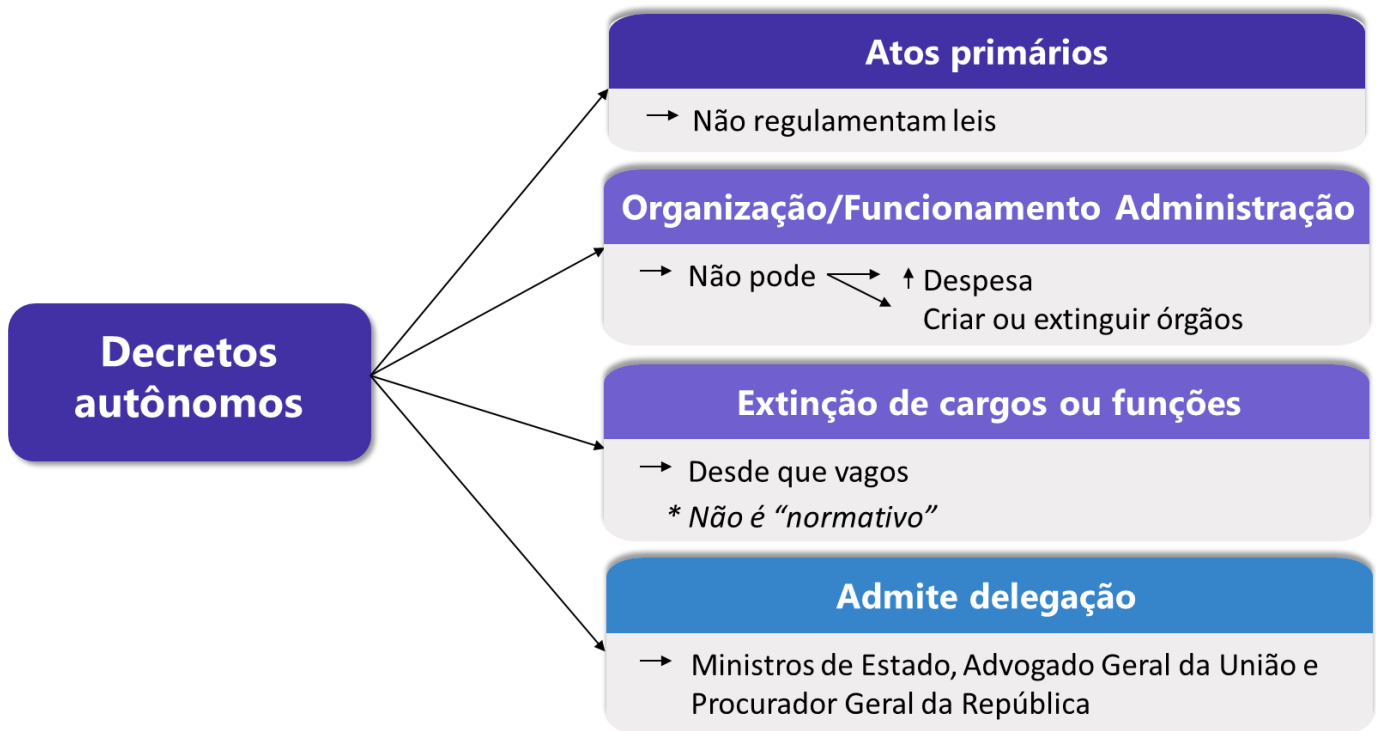 Decretos
autônomos
Atos primários
Não regulamentam leis
Organização/Funcionamento Administração
Não pode
Despesa
Criar ou extinguir órgãos
Extinção de cargos ou funções
Desde que vagos
* Não é “normativo”
Admite delegação
Ministros de Estado, Advogado Geral da União e
Procurador Geral da República